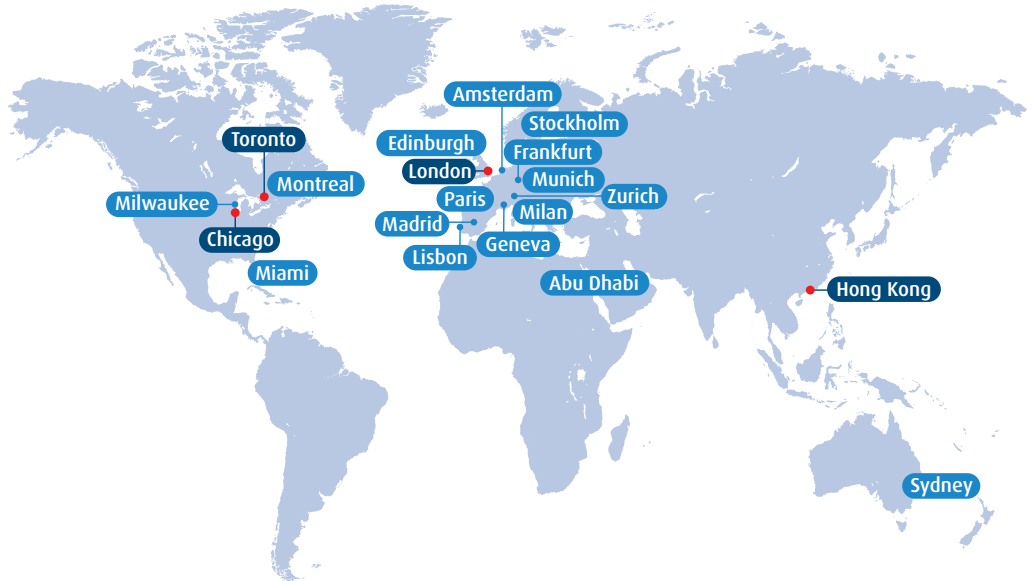 Amsterdam
Stockholm
Toronto
Edinburgh
Frankfurt
London
Munich
Montreal
Zurich
Paris
Milwaukee
Milan
Madrid
Chicago
Geneva
Lisbon
Miami
Abu Dhabi
Hong Kong
Sydney